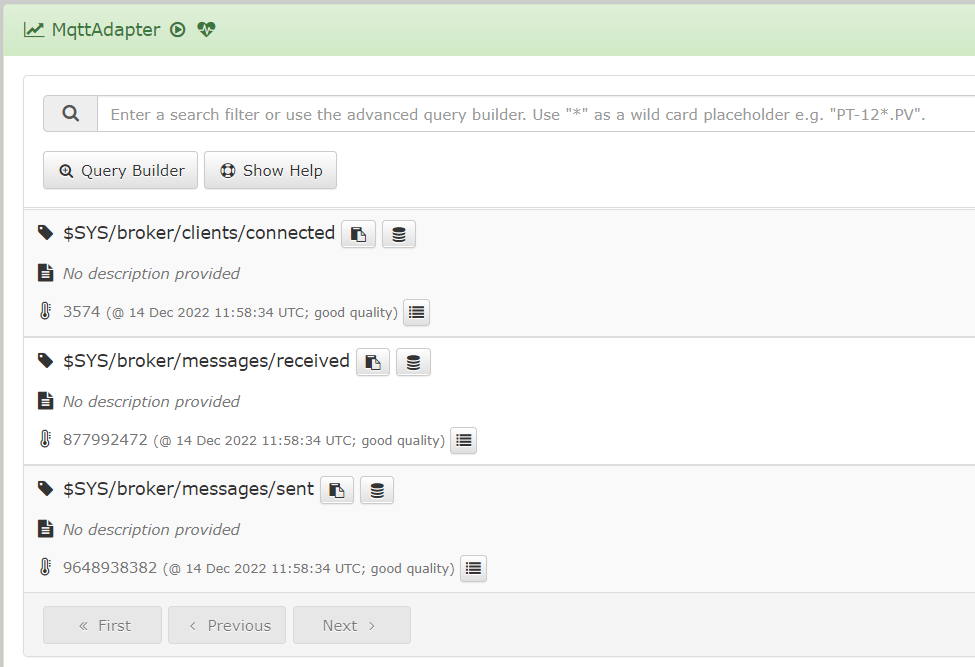 MqttAdapter
Enter a search filter or use the advanced query builder. Use "*" as a wild card placeholder e.g. "PT-12*.PV".
Query Builder Show Help
$SYS/broker/clients/connected
No description provided
3574 (@ 14 Dec 2022 11:58:34 UTC; good quality)
$SYS/broker/messages/received
No description provided
877992472 (@ 14 Dec 2022 11:58:34 UTC; good quality)
$SYS/broker/messages/sent
No description provided
9648938382 (@ 14 Dec 2022 11:58:34 UTC; good quality)
« First ‹ Previous Next ›